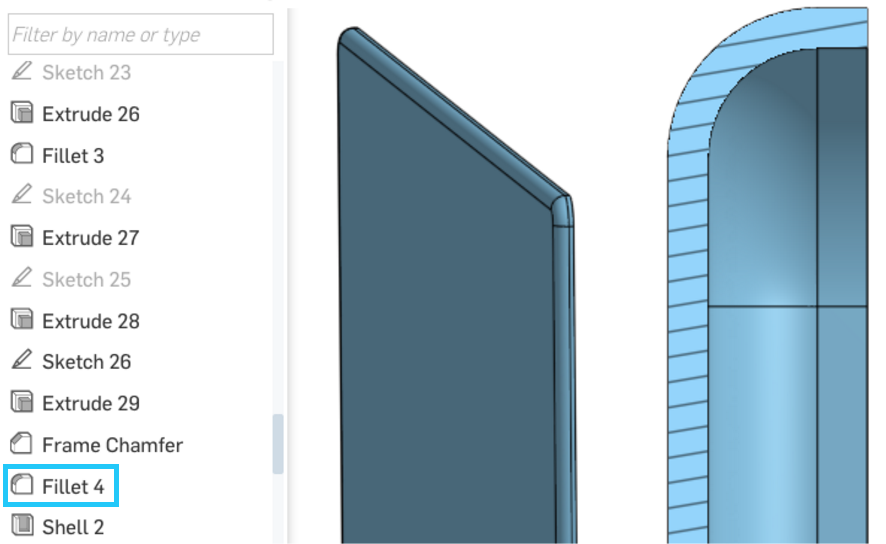 Filter by name or type
Sketch 23
Extrude 26
Fillet 3
Sketch 24
Extrude 27
Sketch 25
Extrude 28
Sketch 26
Extrude 29
Frame Chamfer
Fillet 4
Shell 2